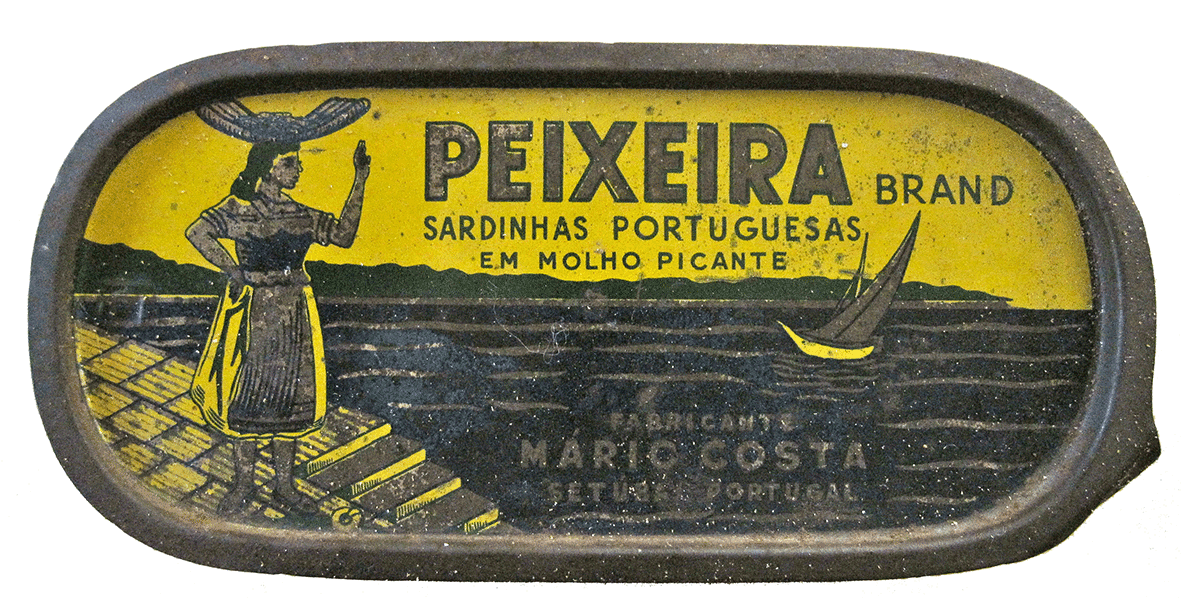 PEIXEIRA BRAND
SARDINHAS PORTUGUESAS
EM MOLHO PICANTE
FABRICANTE
MÁRIO COSTA
SETÚBAL PORTUGAL